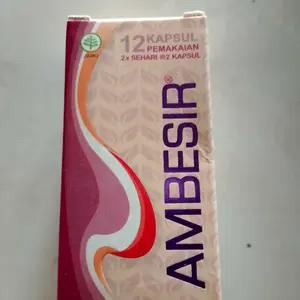 12 KAPSUL
PEMAKAIAN
2x SEHARI @2 KAPSUL
AMBESIR®